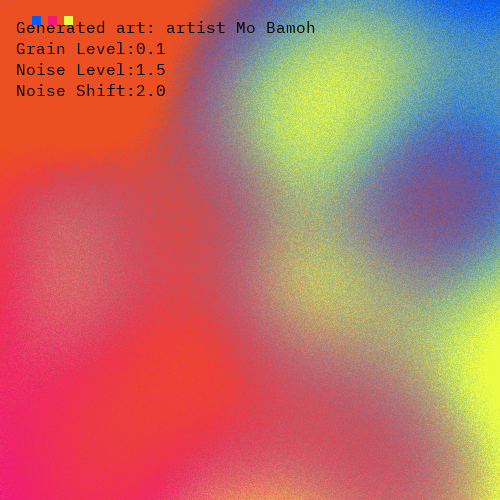 Generated art: artist Mo Bamoh
Grain Level:0.1
Noise Level:1.5
Noise Shift:2.0